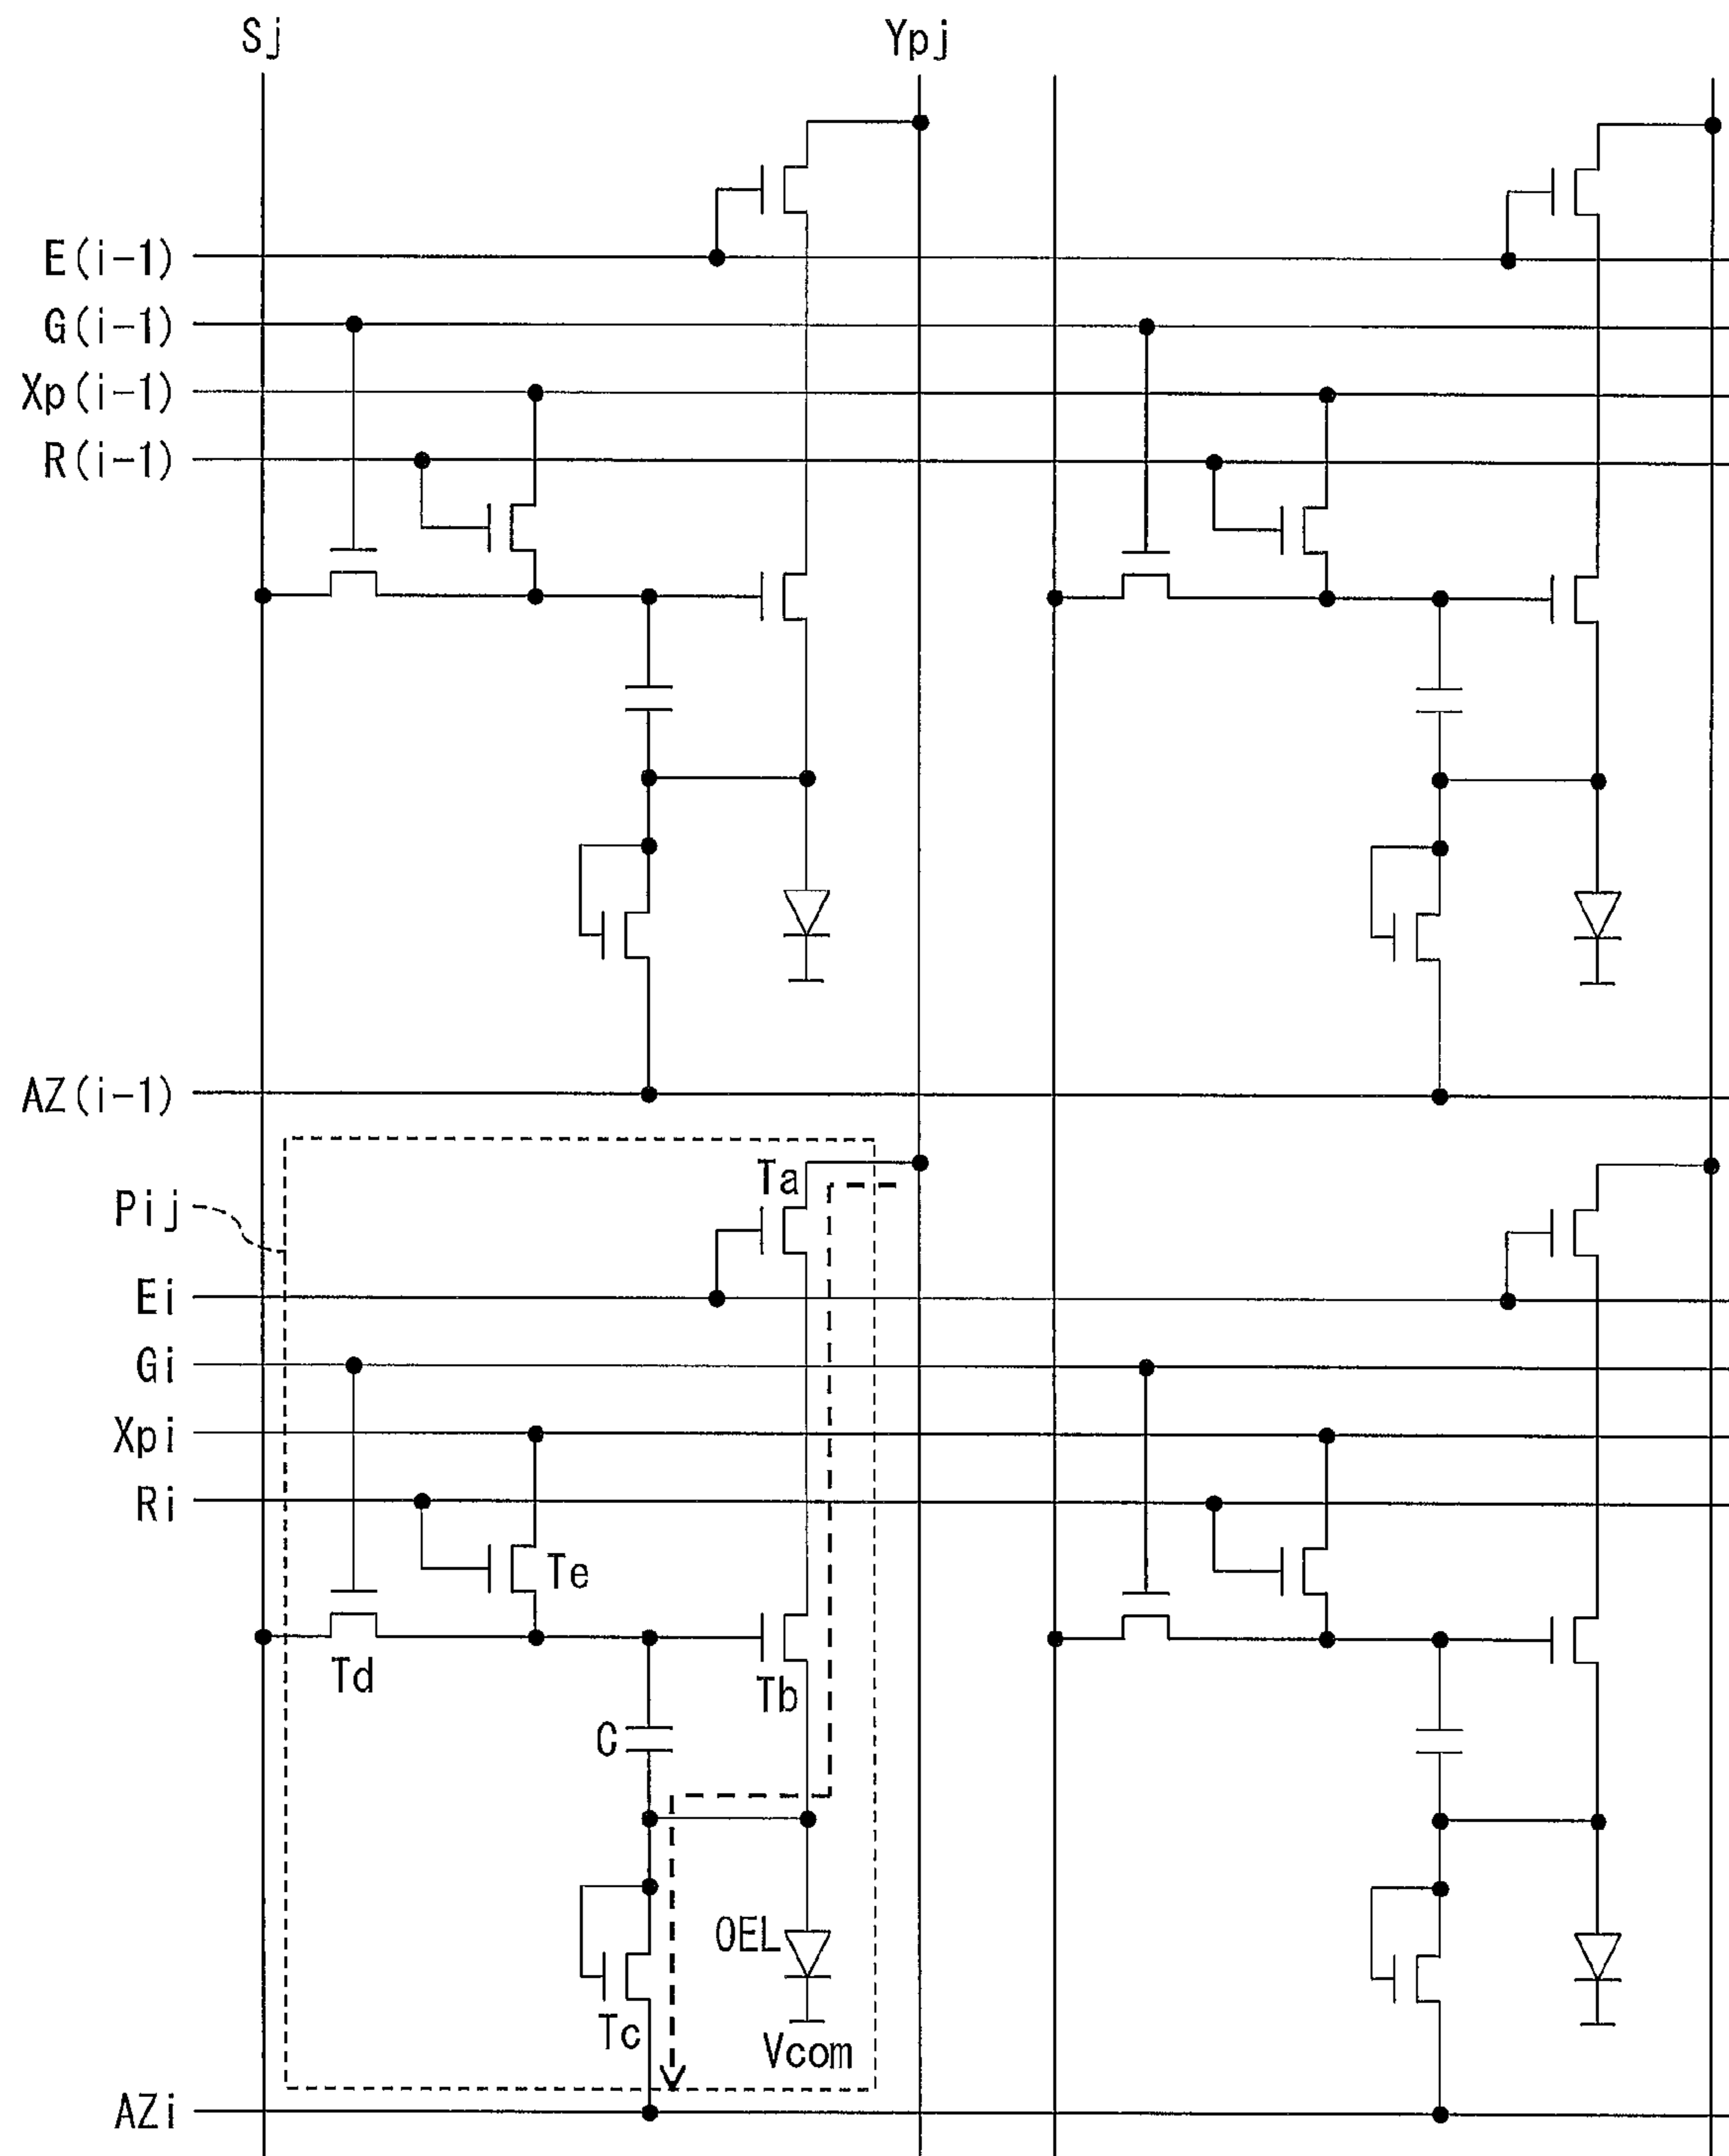 Sj
Ypj
E(i-1)
G(i-1)
Xp(i-1)
R(i-1)
AZ(i-1)
Ta
Pij
Ei
Gi
Xpi
Ri
Te
Td
Tb
C
OEL
Tc
Vcom
AZi